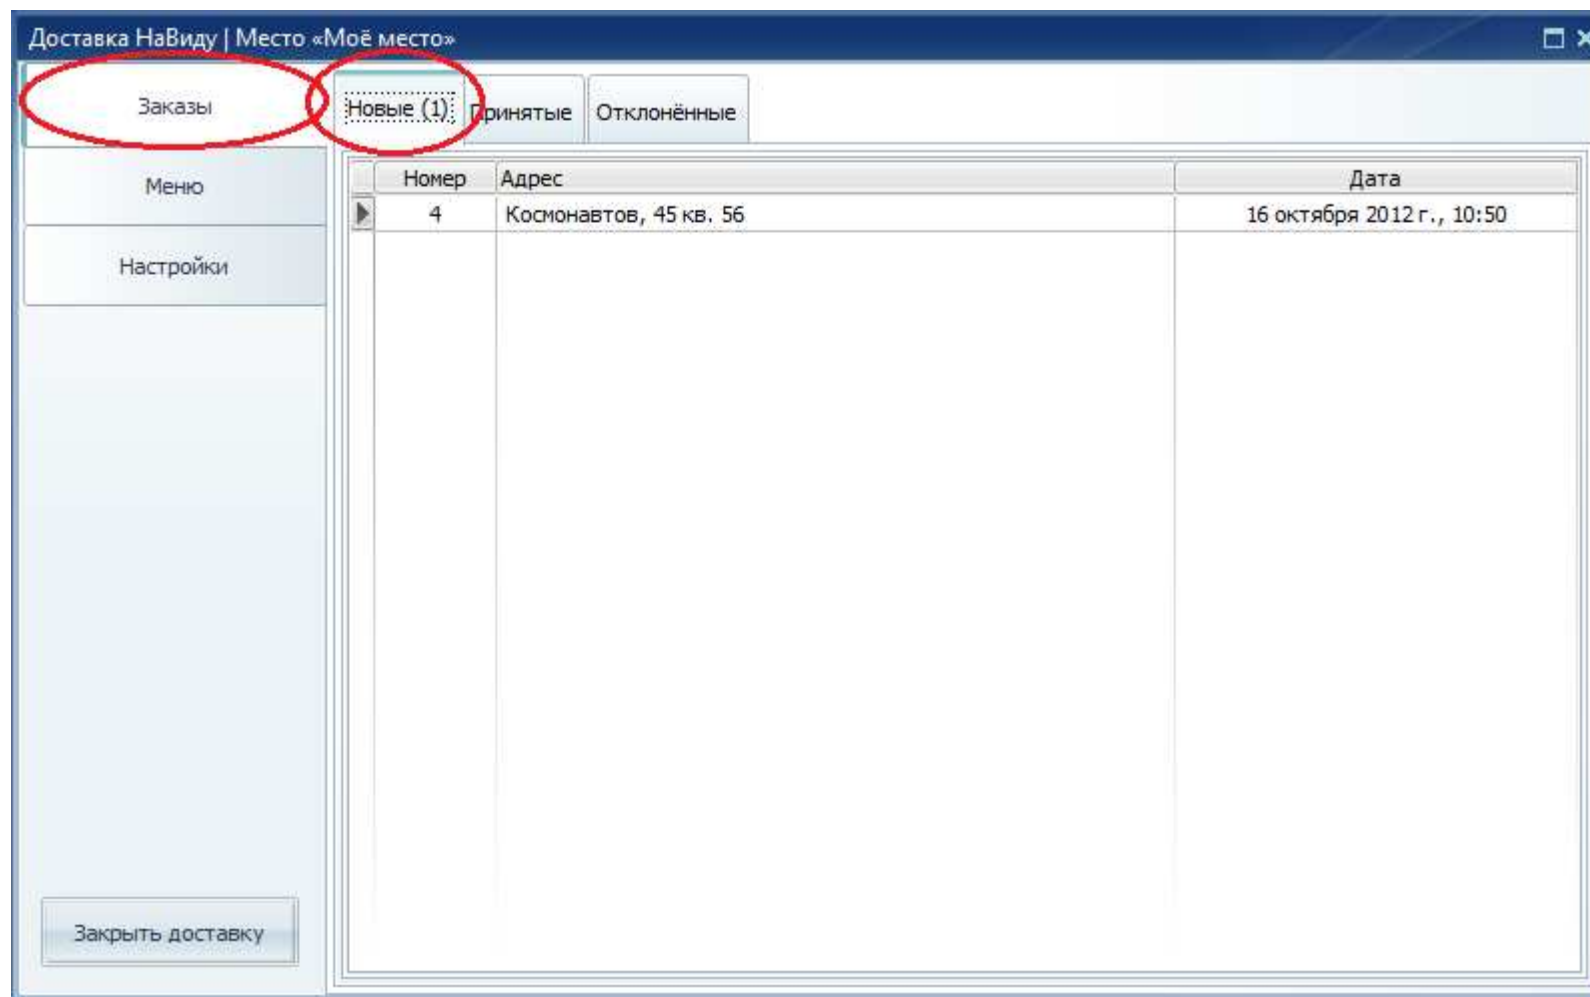 Доставка НаВиду | Место «Моё место»
Заказы
Новые (1)
Принятые
Отклонённые
Меню
Настройки
Номер Адрес Дата
4 Космонавтов, 45 кв. 56 16 октября 2012 г., 10:50
Закрыть доставку